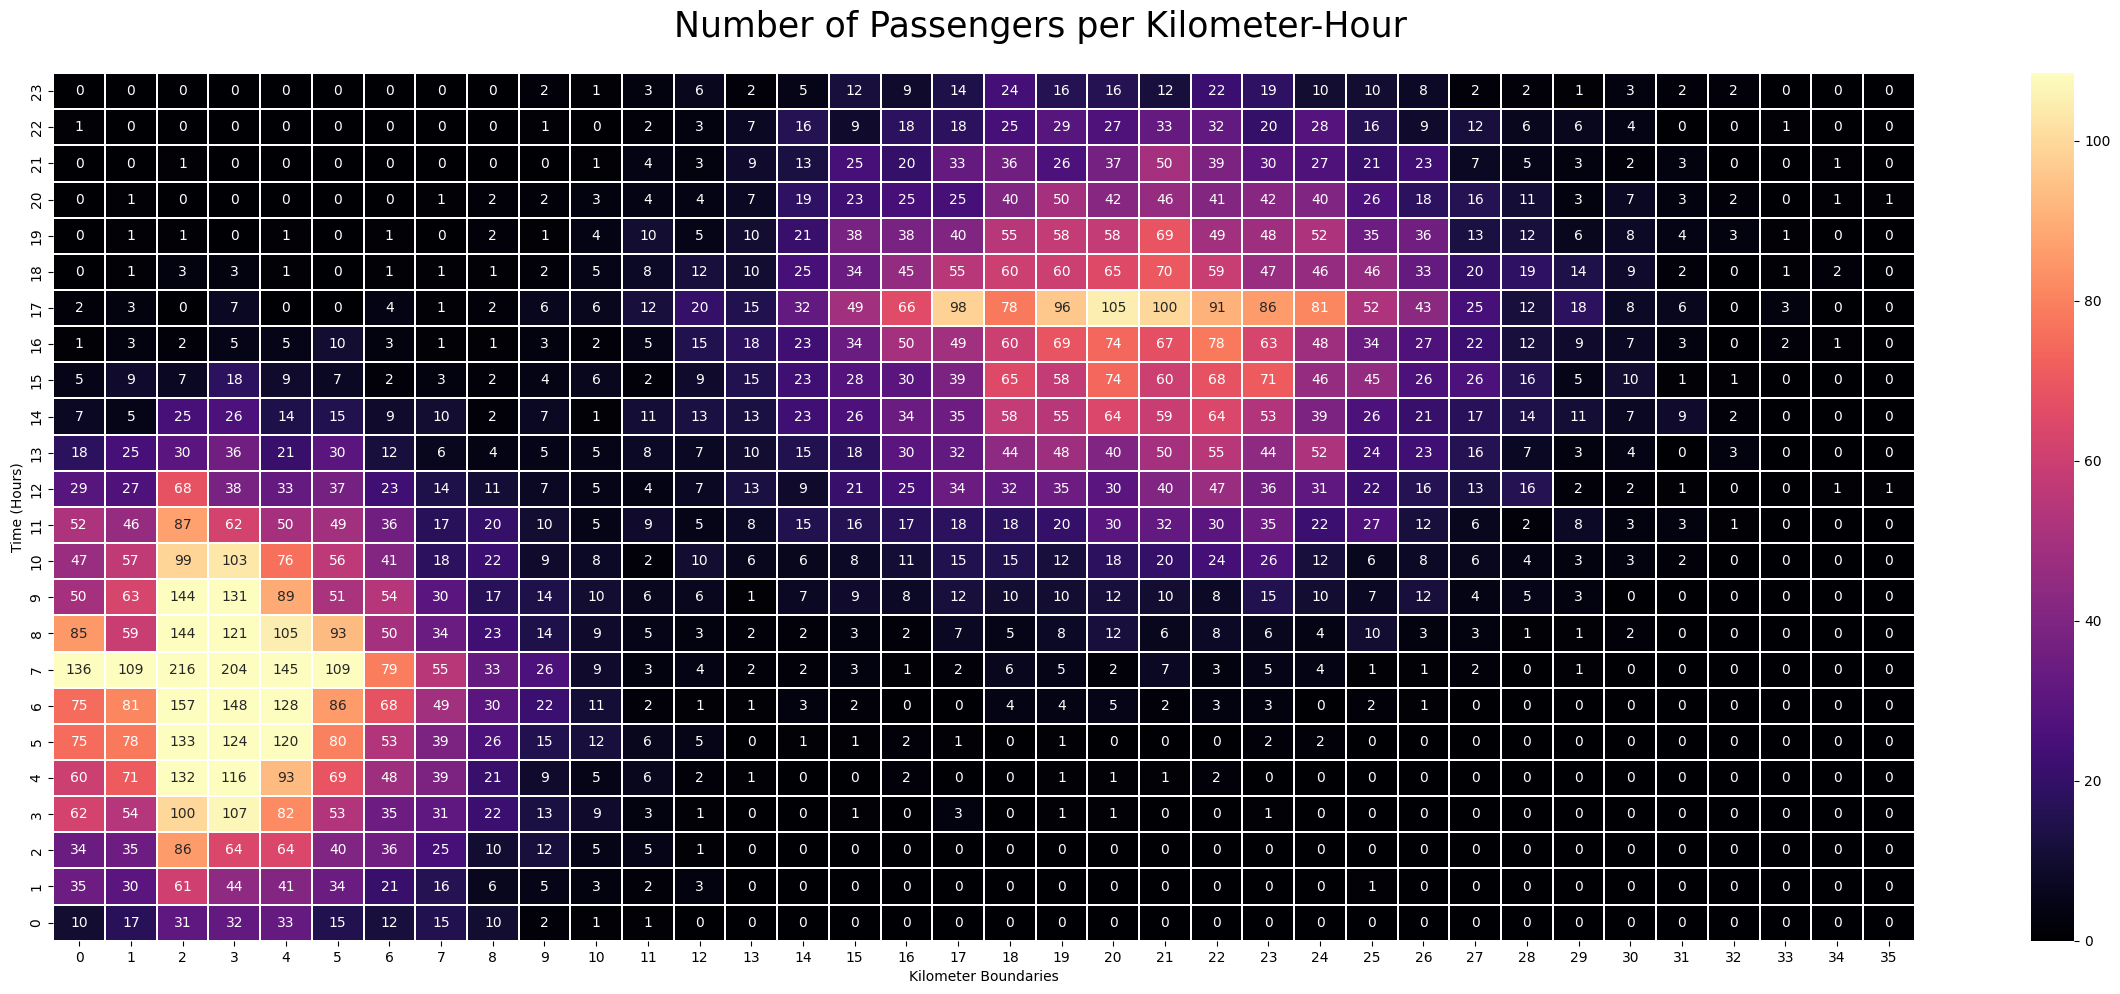 Number of Passengers per Kilometer-Hour
23 0 0 0 0 0 0 0 0 0 2 1 3 6 2 5 12 9 14 24 16 16 12 22 19 10 10 8 2 2 1 3 2 2 0 0 0
22 1 0 0 0 0 0 0 0 0 1 0 2 3 7 16 9 18 18 25 29 27 33 32 20 28 16 9 12 6 6 4 0 0 1 0 0
100
21 0 0 1 0 0 0 0 0 0 0 1 4 3 9 13 25 20 33 36 26 37 50 39 30 27 21 23 7 5 3 2 3 0 0 1 0
20 0 1 0 0 0 0 0 1 2 2 3 4 4 7 19 23 25 25 40 50 42 46 41 42 40 26 18 16 11 3 7 3 2 0 1 1
19 0 1 1 0 1 0 1 0 2 1 4 10 5 10 21 38 38 40 55 58 58 69 49 48 52 35 36 13 12 6 8 4 3 1 0 0
18 0 1 3 3 1 0 1 1 1 2 5 8 12 10 25 34 45 55 60 60 65 70 59 47 46 46 33 20 19 14 9 2 0 1 2 0
80
17 2 3 0 7 0 0 4 1 2 6 6 12 20 15 32 49 66 98 78 96 105 100 91 86 81 52 43 25 12 18 8 6 0 3 0 0
16 1 3 2 5 5 10 3 1 1 3 2 5 15 18 23 34 50 49 60 69 74 67 78 63 48 34 27 22 12 9 7 3 0 2 1 0
15 5 9 7 18 9 7 2 3 2 4 6 2 9 15 23 28 30 39 65 58 74 60 68 71 46 45 26 26 16 5 10 1 1 0 0 0
14 7 5 25 26 14 15 9 10 2 7 1 11 13 13 23 26 34 35 58 55 64 59 64 53 39 26 21 17 14 11 7 9 2 0 0 0
13 18 25 30 36 21 30 12 6 4 5 5 8 7 10 15 18 30 32 44 48 40 50 55 44 52 24 23 16 7 3 4 0 3 0 0 0
60
12 29 27 68 38 33 37 23 14 11 7 5 4 7 13 9 21 25 34 32 35 30 40 47 36 31 22 16 13 16 2 2 1 0 0 1 1
Time (Hours)
11 52 46 87 62 50 49 36 17 20 10 5 9 5 8 15 16 17 18 18 20 30 32 30 35 22 27 12 6 2 8 3 3 1 0 0 0
10 47 57 99 103 76 56 41 18 22 9 8 2 10 6 6 8 11 15 15 12 18 20 24 26 12 6 8 6 4 3 3 2 0 0 0 0
9 50 63 144 131 89 51 54 30 17 14 10 6 6 1 7 9 8 12 10 10 12 10 8 15 10 7 12 4 5 3 0 0 0 0 0 0
40
8 85 59 144 121 105 93 50 34 23 14 9 5 3 2 2 3 2 7 5 8 12 6 8 6 4 10 3 3 1 1 2 0 0 0 0 0
7 136 109 216 204 145 109 79 55 33 26 9 3 4 2 2 3 1 2 6 5 2 7 3 5 4 1 1 2 0 1 0 0 0 0 0 0
6 75 81 157 148 128 86 68 49 30 22 11 2 1 1 3 2 0 0 4 4 5 2 3 3 0 2 1 0 0 0 0 0 0 0 0 0
5 75 78 133 124 120 80 53 39 26 15 12 6 5 0 1 1 2 1 0 1 0 0 0 2 2 0 0 0 0 0 0 0 0 0 0 0
4 60 71 132 116 93 69 48 39 21 9 5 6 2 1 0 0 2 0 0 1 1 1 2 0 0 0 0 0 0 0 0 0 0 0 0 0
20
3 62 54 100 107 82 53 35 31 22 13 9 3 1 0 0 1 0 3 0 1 1 0 0 1 0 0 0 0 0 0 0 0 0 0 0 0
2 34 35 86 64 64 40 36 25 10 12 5 5 1 0 0 0 0 0 0 0 0 0 0 0 0 0 0 0 0 0 0 0 0 0 0 0
1 35 30 61 44 41 34 21 16 6 5 3 2 3 0 0 0 0 0 0 0 0 0 0 0 0 1 0 0 0 0 0 0 0 0 0 0
0 10 17 31 32 33 15 12 15 10 2 1 1 0 0 0 0 0 0 0 0 0 0 0 0 0 0 0 0 0 0 0 0 0 0 0 0
0
0 1 2 3 4 5 6 7 8 9 10 11 12 13 14 15 16 17 18 19 20 21 22 23 24 25 26 27 28 29 30 31 32 33 34 35
Kilometer Boundaries